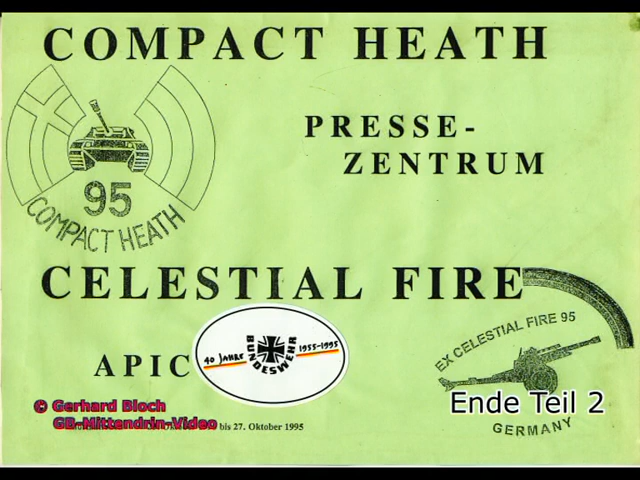 COMPACT HEATH
PRESSE-
ZENTRUM
95
COMPACT HEATH
CELESTIAL FIRE
EX CELESTIAL FIRE 95
GERMANY
APIC
40 JAHRE
BUNDESWEHR
1955-1995
© Gerhard Bloch
GB-Mittendrin-Video
bis 27. Oktober 1995
Ende Teil 2